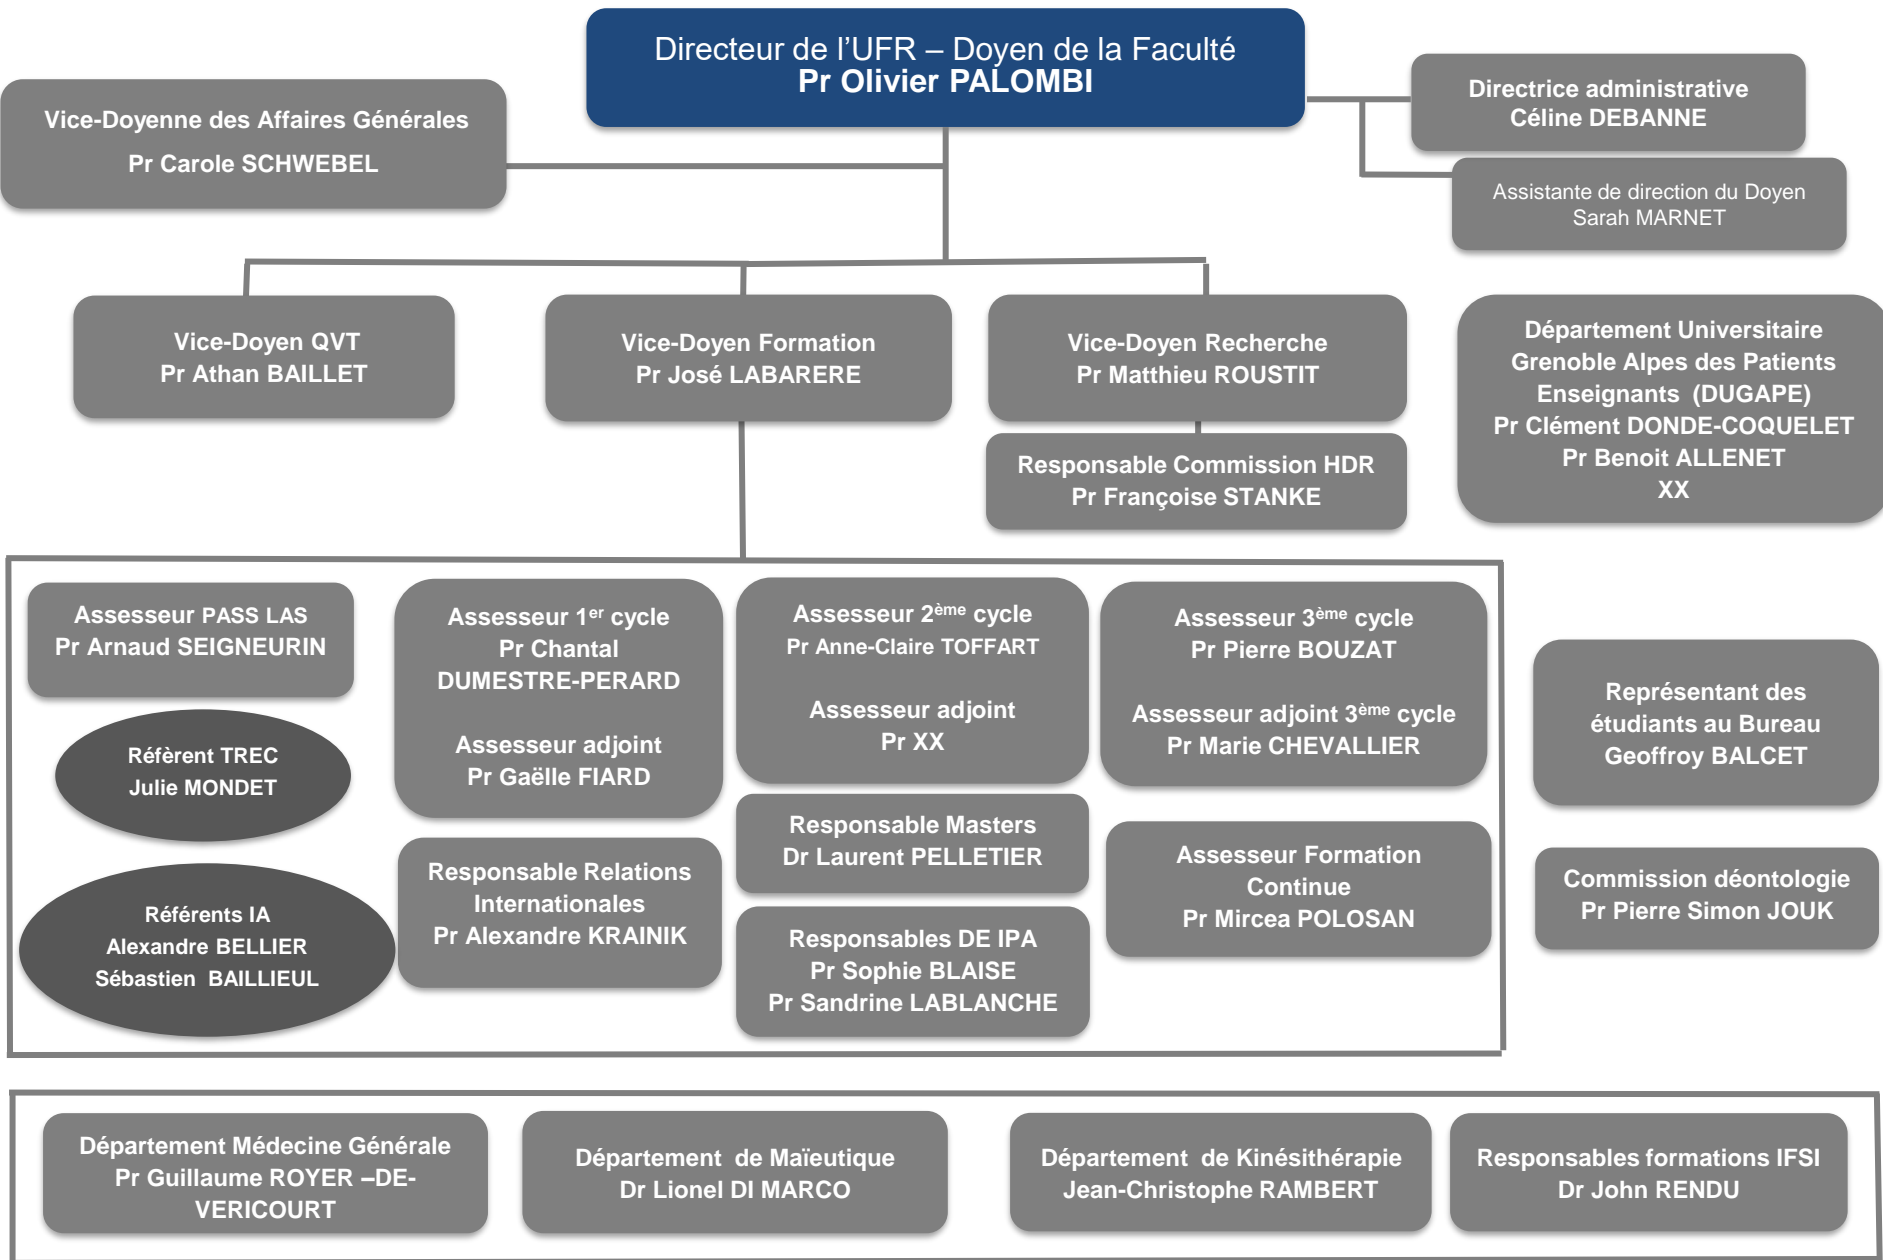 Directeur de l’UFR – Doyen de la Faculté
Pr Olivier PALOMBI
Vice-Doyenne des Affaires Générales
Pr Carole SCHWEBEL
Directrice administrative
Céline DEBANNE
Assistante de direction du Doyen
Sarah MARNET
Vice-Doyen QVT
Pr Athan BAILLET
Vice-Doyen Formation
Pr José LABARERE
Vice-Doyen Recherche
Pr Matthieu ROUSTIT
Responsable Commission HDR
Pr Françoise STANKE
Département Universitaire
Grenoble Alpes des Patients
Enseignants (DUGAPE)
Pr Clément DONDE-COQUELET
Pr Benoit ALLENET
XX
Assesseur PASS LAS
Pr Arnaud SEIGNEURIN
Réfèrent TREC
Julie MONDET
Référents IA
Alexandre BELLIER
Sébastien BAILLIEUL
Assesseur 1er cycle
Pr Chantal
DUMESTRE-PERARD
Assesseur adjoint
Pr Gaëlle FIARD
Responsable Relations
Internationales
Pr Alexandre KRAINIK
Assesseur 2ème cycle
Pr Anne-Claire TOFFART
Assesseur adjoint
Pr XX
Responsable Masters
Dr Laurent PELLETIER
Responsables DE IPA
Pr Sophie BLAISE
Pr Sandrine LABLANCHE
Assesseur 3ème cycle
Pr Pierre BOUZAT
Assesseur adjoint 3ème cycle
Pr Marie CHEVALLIER
Assesseur Formation
Continue
Pr Mircea POLOSAN
Représentant des
étudiants au Bureau
Geoffroy BALCET
Commission déontologie
Pr Pierre Simon JOUK
Département Médecine Générale
Pr Guillaume ROYER –DE-
VERICOURT
Département de Maïeutique
Dr Lionel DI MARCO
Département de Kinésithérapie
Jean-Christophe RAMBERT
Responsables formations IFSI
Dr John RENDU